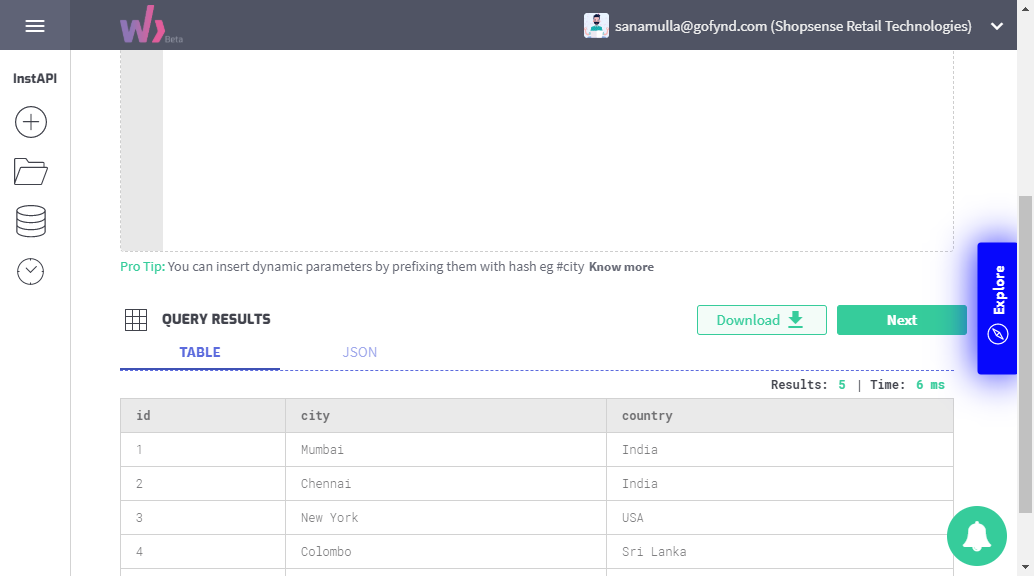 Beta
sanamulla@gofynd.com (Shopsense Retail Technologies)
InstAPI
Pro Tip: You can insert dynamic parameters by prefixing them with hash eg #city Know more
Explore
QUERY RESULTS
Download
Next
TABLE JSON
Results: 5 | Time: 6 ms
id city country
1 Mumbai India
2 Chennai India
3 New York USA
4 Colombo Sri Lanka